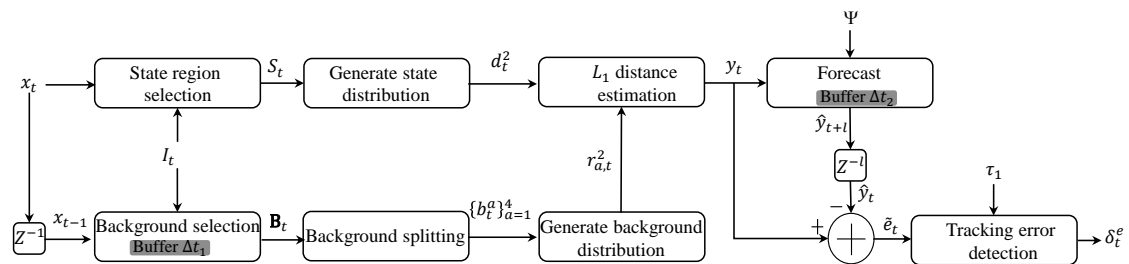 Ψ
x_t
State region
selection
S_t
Generate state
distribution
d_t^2
L_1 distance
estimation
y_t
Forecast
Buffer Δt_2
ŷ_{t+l}
I_t
r_{a,t}^2
Z^{-l}
ŷ_t
τ_1
Z^{-1}
x_{t-1}
Background selection
Buffer Δt_1
B_t
Background splitting
{b_t^a}_{a=1}^4
Generate background
distribution
+
−
+
ẽ_t
Tracking error
detection
δ_t^e